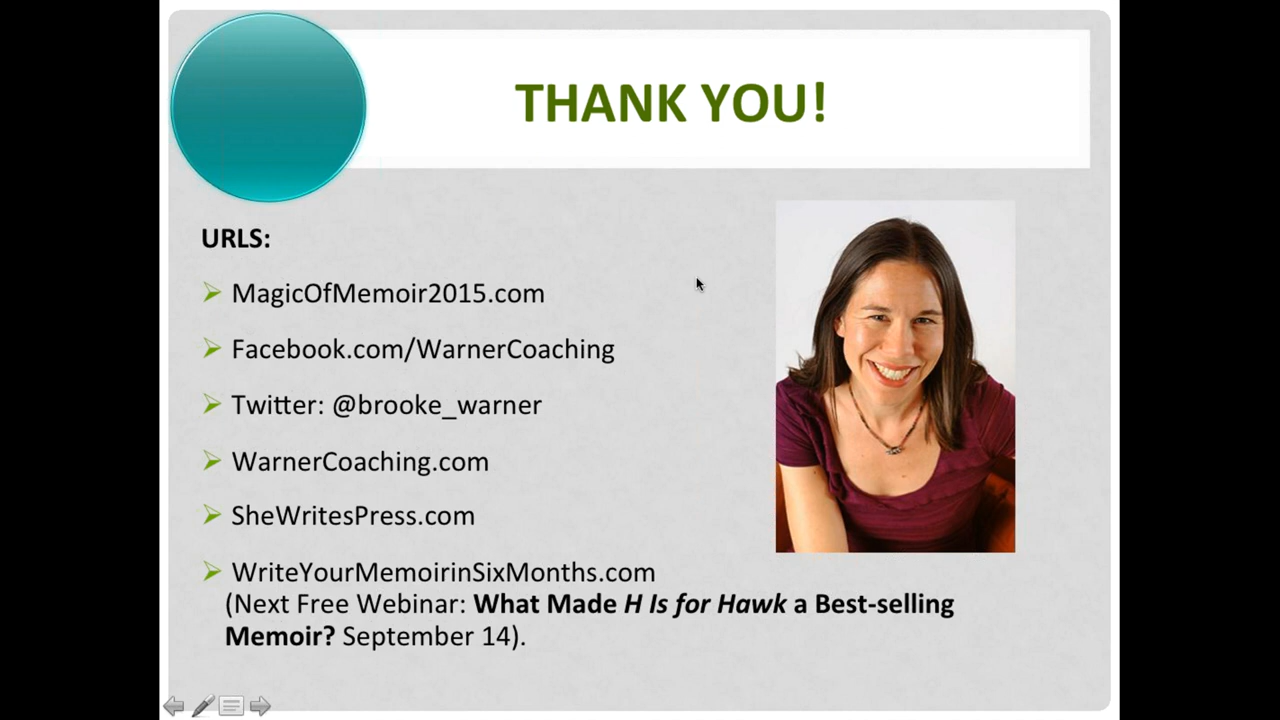 THANK YOU!
URLS:
MagicOfMemoir2015.com
Facebook.com/WarnerCoaching
Twitter: @brooke_warner
WarnerCoaching.com
SheWritesPress.com
WriteYourMemoirinSixMonths.com
(Next Free Webinar: What Made H Is for Hawk a Best-selling
Memoir? September 14).